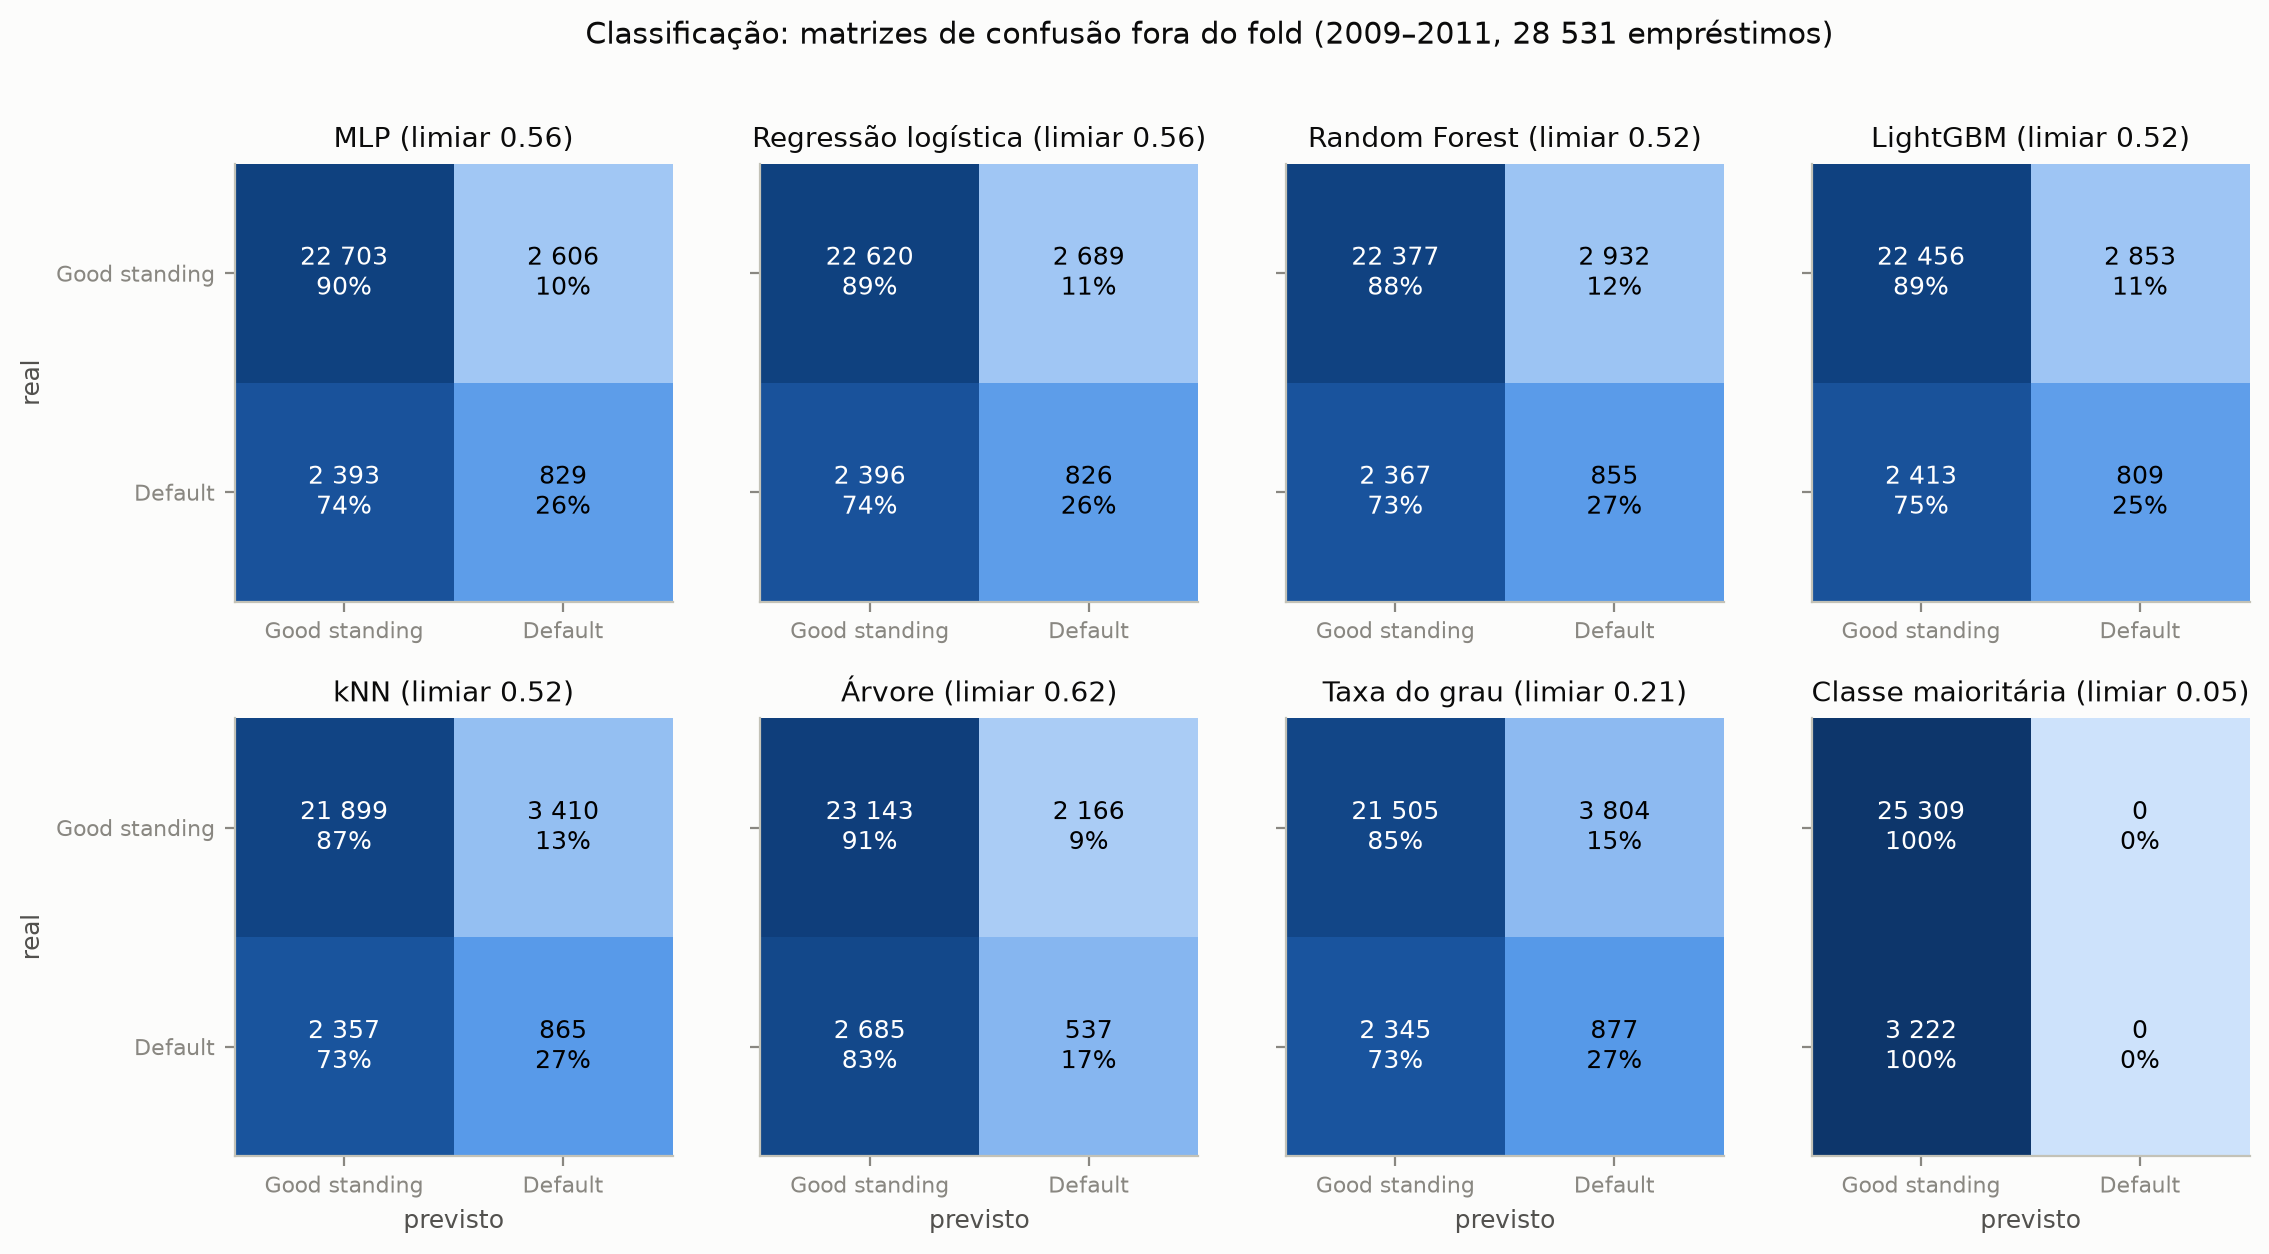 Classificação: matrizes de confusão fora do fold (2009–2011, 28 531 empréstimos)
MLP (limiar 0.56)
real
Good standing
Default
22 703
90%
2 606
10%
2 393
74%
829
26%
Good standing
Default
Regressão logística (limiar 0.56)
22 620
89%
2 689
11%
2 396
74%
826
26%
Good standing
Default
Random Forest (limiar 0.52)
22 377
88%
2 932
12%
2 367
73%
855
27%
Good standing
Default
LightGBM (limiar 0.52)
22 456
89%
2 853
11%
2 413
75%
809
25%
Good standing
Default
kNN (limiar 0.52)
real
Good standing
Default
21 899
87%
3 410
13%
2 357
73%
865
27%
Good standing
Default
previsto
Árvore (limiar 0.62)
23 143
91%
2 166
9%
2 685
83%
537
17%
Good standing
Default
previsto
Taxa do grau (limiar 0.21)
21 505
85%
3 804
15%
2 345
73%
877
27%
Good standing
Default
previsto
Classe maioritária (limiar 0.05)
25 309
100%
0
0%
3 222
100%
0
0%
Good standing
Default
previsto